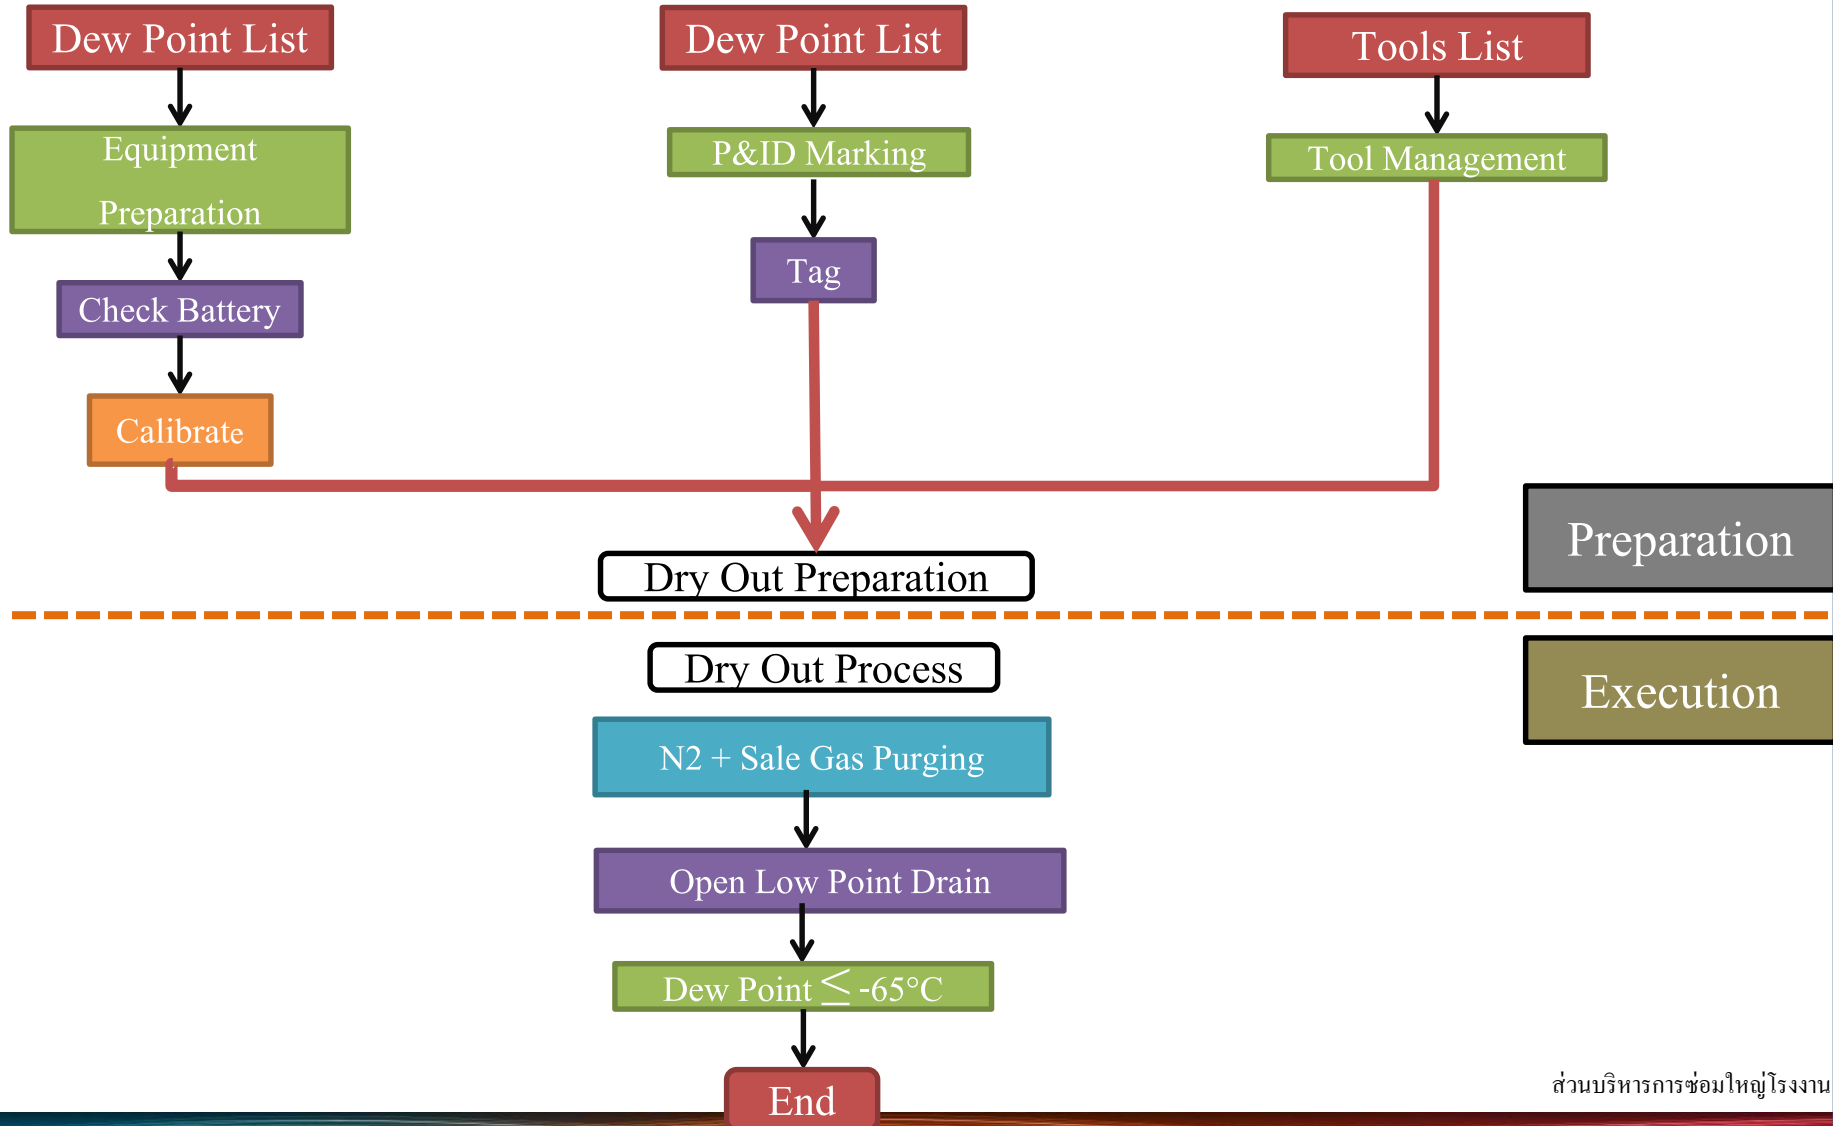 Dew Point List
Dew Point List
Tools List
Equipment
Preparation
P&ID Marking
Tool Management
Tag
Check Battery
Calibrate
Preparation
Dry Out Preparation
Dry Out Process
Execution
N2 + Sale Gas Purging
Open Low Point Drain
Dew Point ≤ -65°C
End
ส่วนบริหารการซ่อมใหญ่โรงงาน